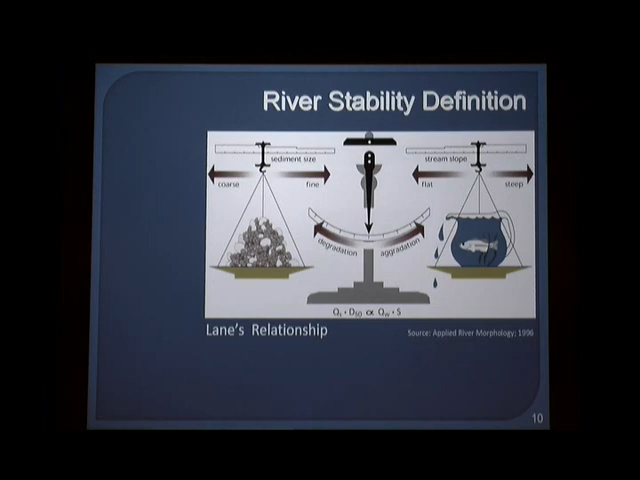 River Stability Definition
sediment size
coarse
fine
stream slope
flat
steep
degradation
aggradation
Qs • D50 ∝ Qw • S
Lane's Relationship
Source: Applied River Morphology; 1996
10